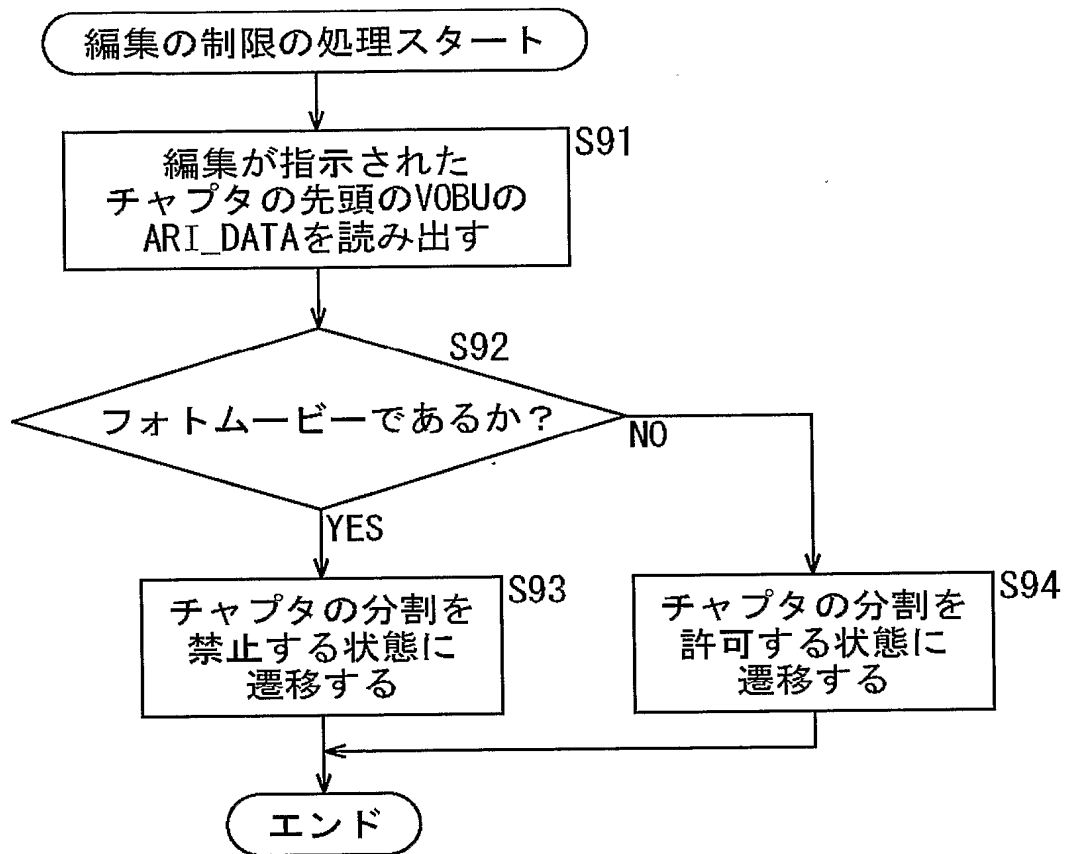 編集の制限の処理スタート
S91
編集が指示された
チャプタの先頭のVOBUの
ARI_DATAを読み出す
S92
フォトムービーであるか？
NO
YES
S93
チャプタの分割を
禁止する状態に
遷移する
S94
チャプタの分割を
許可する状態に
遷移する
エンド